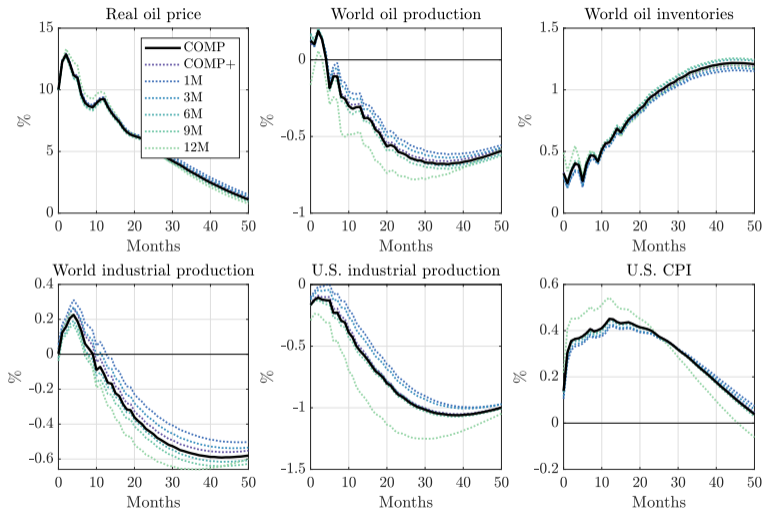 Real oil price
15
10
5
0
%
0 10 20 30 40 50
Months
COMP
COMP+
1M
3M
6M
9M
12M
World oil production
0
-0.5
-1
%
0 10 20 30 40 50
Months
World oil inventories
1.5
1
0.5
0
%
0 10 20 30 40 50
Months
World industrial production
0.4
0.2
0
-0.2
-0.4
-0.6
%
0 10 20 30 40 50
Months
U.S. industrial production
0
-0.5
-1
-1.5
%
0 10 20 30 40 50
Months
U.S. CPI
0.6
0.4
0.2
0
-0.2
%
0 10 20 30 40 50
Months